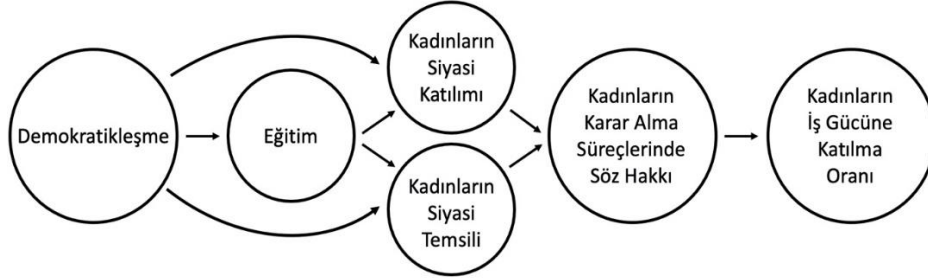 Demokratikleşme
Eğitim
Kadınların
Siyasi
Katılımı
Kadınların
Siyasi
Temsili
Kadınların
Karar Alma
Süreçlerinde
Söz Hakkı
Kadınların
İş Gücüne
Katılma
Oranı